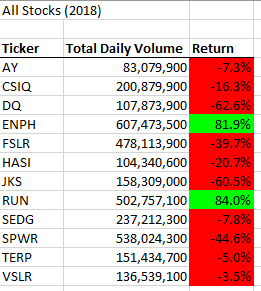 All Stocks (2018)
Ticker Total Daily Volume Return
AY 83,079,900 -7.3%
CSIQ 200,879,900 -16.3%
DQ 107,873,900 -62.6%
ENPH 607,473,500 81.9%
FSLR 478,113,900 -39.7%
HASI 104,340,600 -20.7%
JKS 158,309,000 -60.5%
RUN 502,757,100 84.0%
SEDG 237,212,300 -7.8%
SPWR 538,024,300 -44.6%
TERP 151,434,700 -5.0%
VSLR 136,539,100 -3.5%